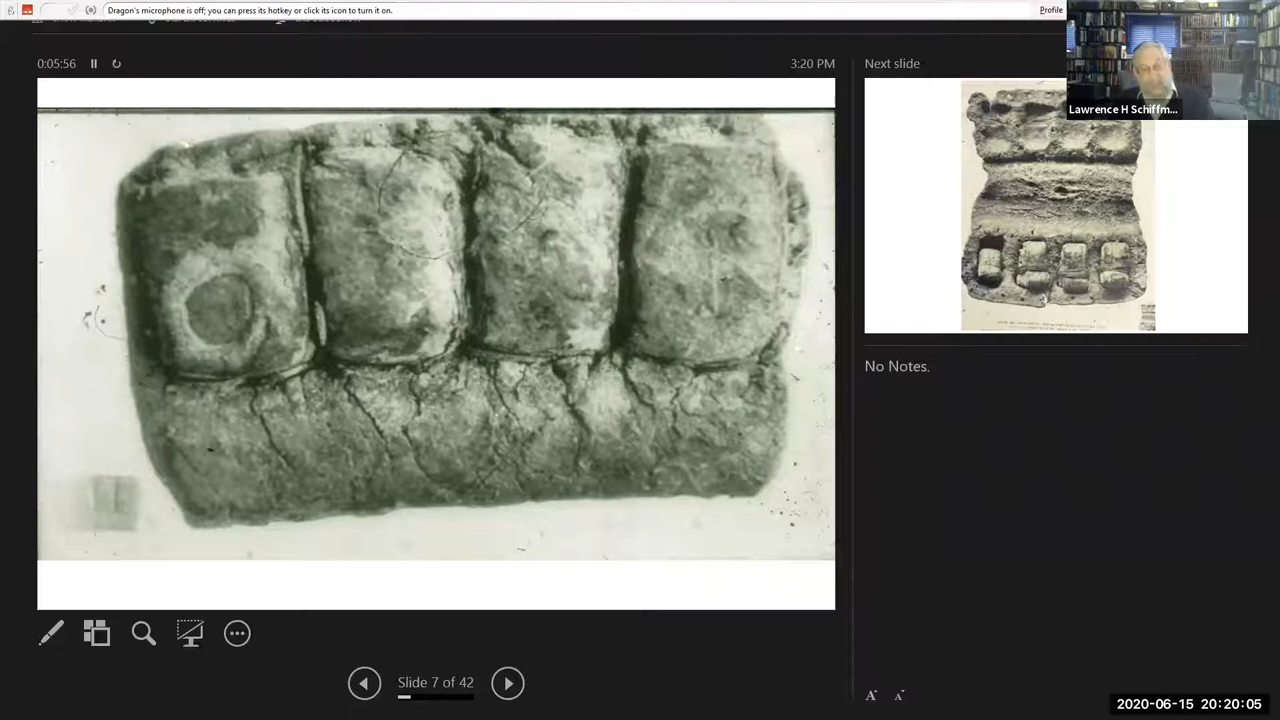 Dragon's microphone is off; you can press its hotkey or click its icon to turn it on.
Profile
0:05:56
3:20 PM
Next slide
Lawrence H Schiffm...
No Notes.
Slide 7 of 42
A A
2020-06-15 20:20:05